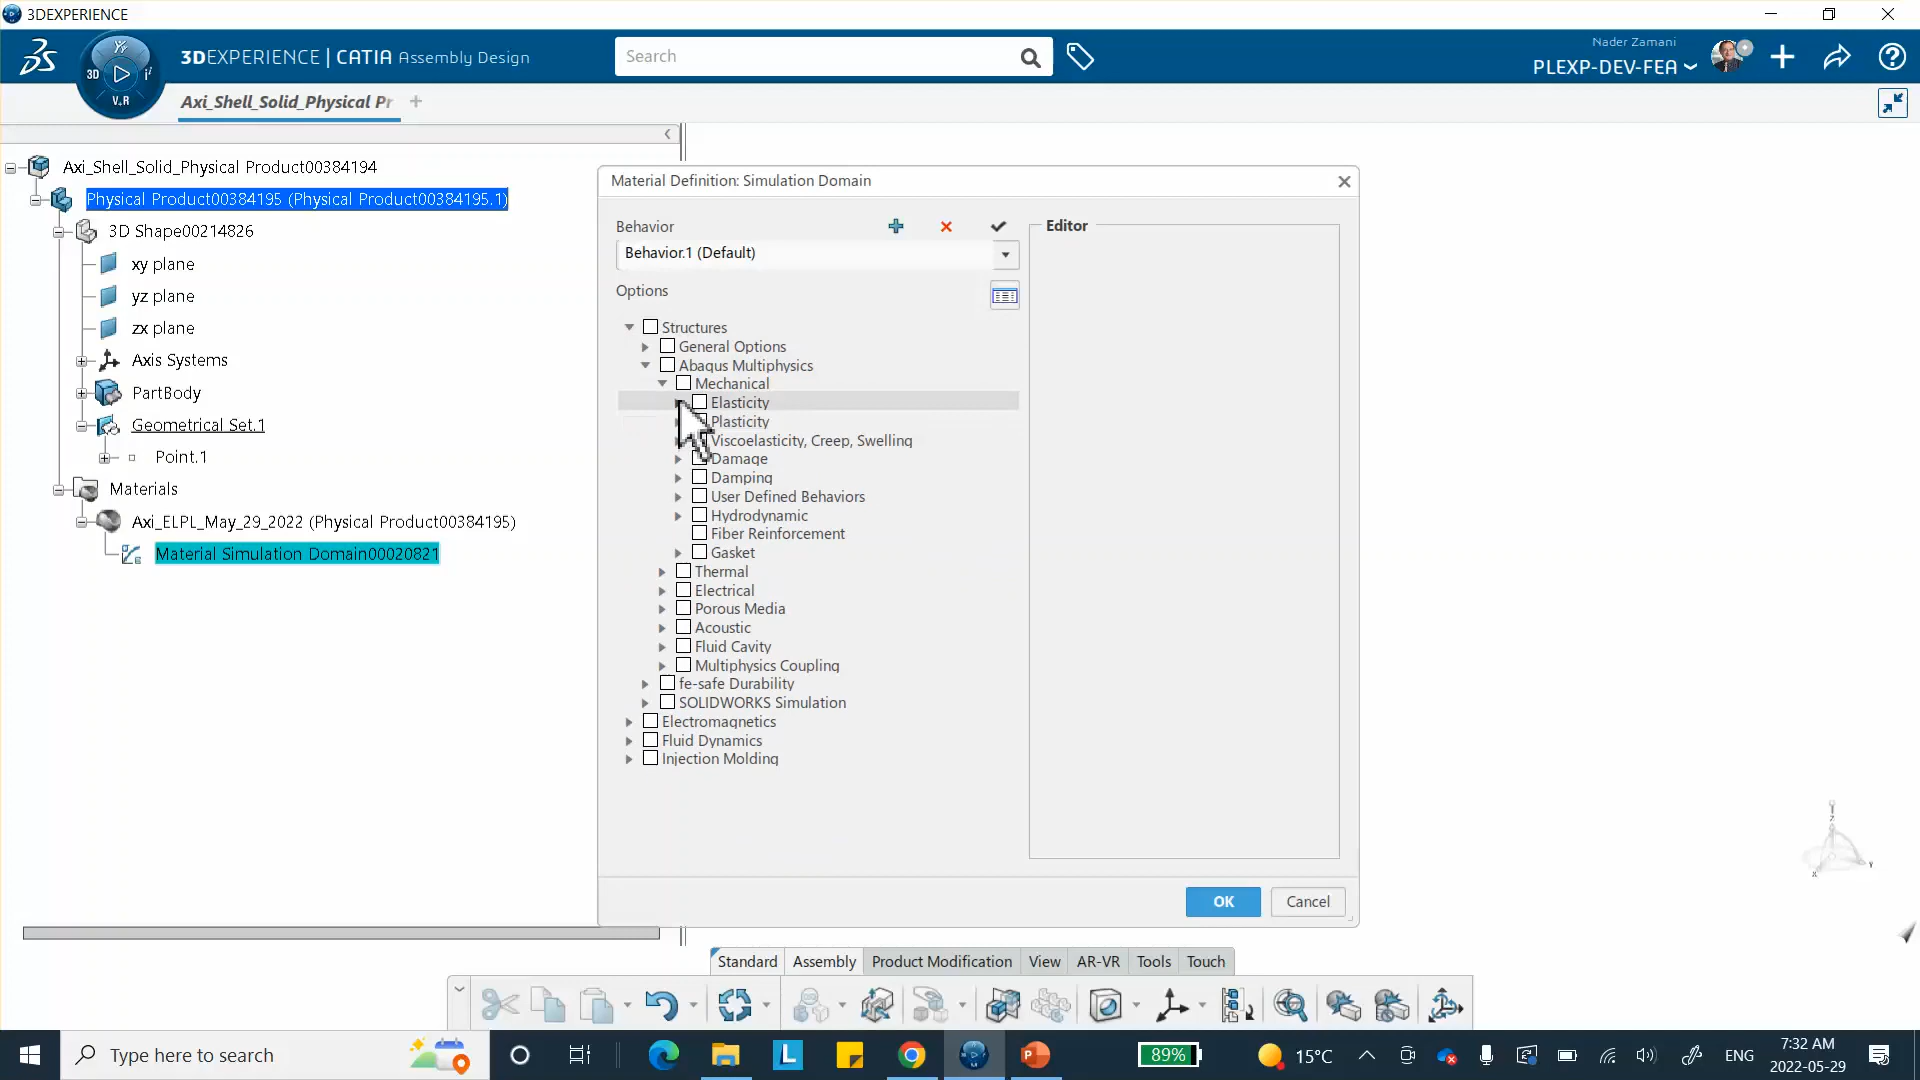 3DEXPERIENCE
3DEXPERIENCE | CATIA Assembly Design
Search
Nader Zamani
PLEXP-DEV-FEA
3D
V.R
Axi_Shell_Solid_Physical Pr
Axi_Shell_Solid_Physical Product00384194
Physical Product00384195 (Physical Product00384195.1)
3D Shape00214826
xy plane
yz plane
zx plane
Axis Systems
PartBody
Geometrical Set.1
Point.1
Materials
Axi_ELPL_May_29_2022 (Physical Product00384195)
Material Simulation Domain00020821
Material Definition: Simulation Domain
Behavior
Behavior.1 (Default)
Options
Structures
General Options
Abaqus Multiphysics
Mechanical
Elasticity
Plasticity
Viscoelasticity, Creep, Swelling
Damage
Damping
User Defined Behaviors
Hydrodynamic
Fiber Reinforcement
Gasket
Thermal
Electrical
Porous Media
Acoustic
Fluid Cavity
Multiphysics Coupling
fe-safe Durability
SOLIDWORKS Simulation
Electromagnetics
Fluid Dynamics
Injection Molding
Editor
OK
Cancel
Standard
Assembly
Product Modification
View
AR-VR
Tools
Touch
Type here to search
89%
15°C
ENG
7:32 AM
2022-05-29